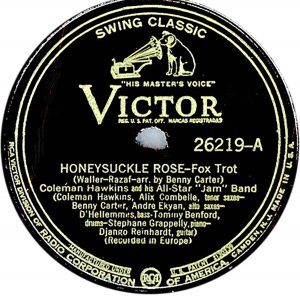 SWING CLASSIC
"HIS MASTER'S VOICE"
VICTOR
REG. U. S. PAT. OFF. MARCAS REGISTRADAS
26219-A
HONEYSUCKLE ROSE-Fox Trot
(Waller-Razaf-arr. by Benny Carter)
Coleman Hawkins and his All-Star "Jam" Band
(Coleman Hawkins, Alix Combelle, tenor saxes-
Benny Carter, Andre Ekyan, alto saxes
D'Hellemmes, bass-Tommy Benford,
drums-Stephane Grappelly, piano-
Django Reinhardt, guitar)
(Recorded in Europe)
RCA VICTOR DIVISION OF RADIO CORPORATION OF AMERICA, CAMDEN, N. J. MADE IN U.S.A.
MANUFACTURED UNDER
RCA